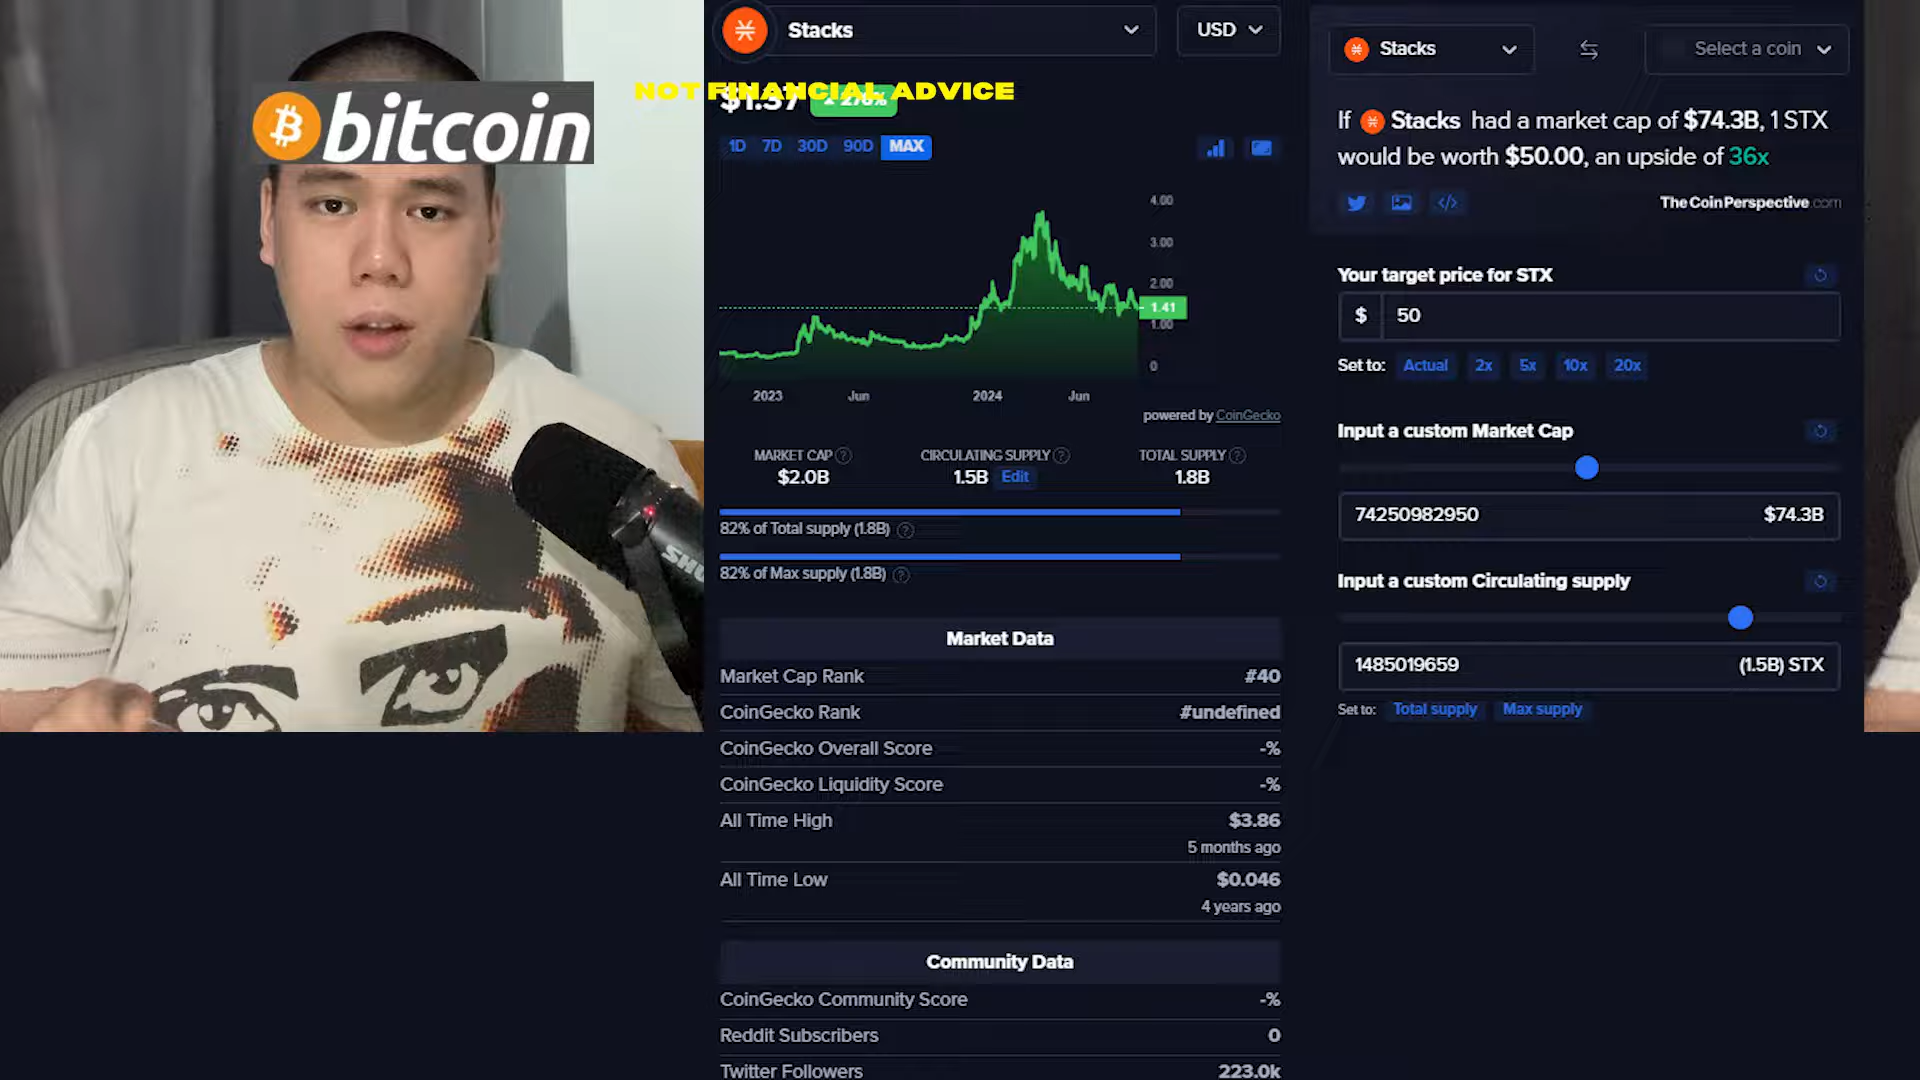 bitcoin
SHU
NOT FINANCIAL ADVICE
Stacks
USD
$1.37
276%
1D 7D 30D 90D MAX
4.00
3.00
2.00
1.41
1.00
0
2023 Jun 2024 Jun
powered by CoinGecko
MARKET CAP ? CIRCULATING SUPPLY ? TOTAL SUPPLY ?
$2.0B 1.5B Edit 1.8B
82% of Total supply (1.8B) ?
82% of Max supply (1.8B) ?
Market Data
Market Cap Rank #40
CoinGecko Rank #undefined
CoinGecko Overall Score -%
CoinGecko Liquidity Score -%
All Time High $3.86
5 months ago
All Time Low $0.046
4 years ago
Community Data
CoinGecko Community Score -%
Reddit Subscribers 0
Twitter Followers 223.0k
Stacks Select a coin
If Stacks had a market cap of $74.3B, 1 STX
would be worth $50.00, an upside of 36x
TheCoinPerspective.com
Your target price for STX
$ 50
Set to: Actual 2x 5x 10x 20x
Input a custom Market Cap
74250982950 $74.3B
Input a custom Circulating supply
1485019659 (1.5B) STX
Set to: Total supply Max supply